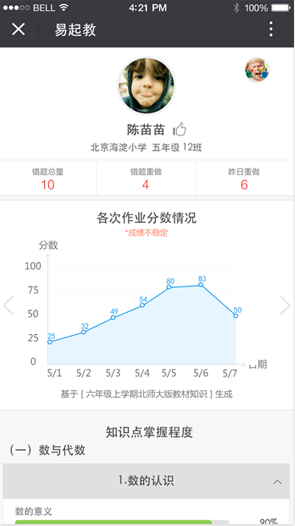 BELL 4:21 PM 100%
易起教
陈苗苗
北京海淀小学 五年级 12班
错题总量 错题重做 昨日重做
10 4 6
各次作业分数情况
*成绩不稳定
分数
100
75
50
25
0
25 32 49 54 80 83 50
5/1 5/2 5/3 5/4 5/5 5/6 5/7
日期
基于 [ 六年级上学期北师大版教材知识 ] 生成
知识点掌握程度
(一) 数与代数
1.数的认识
数的意义 90%